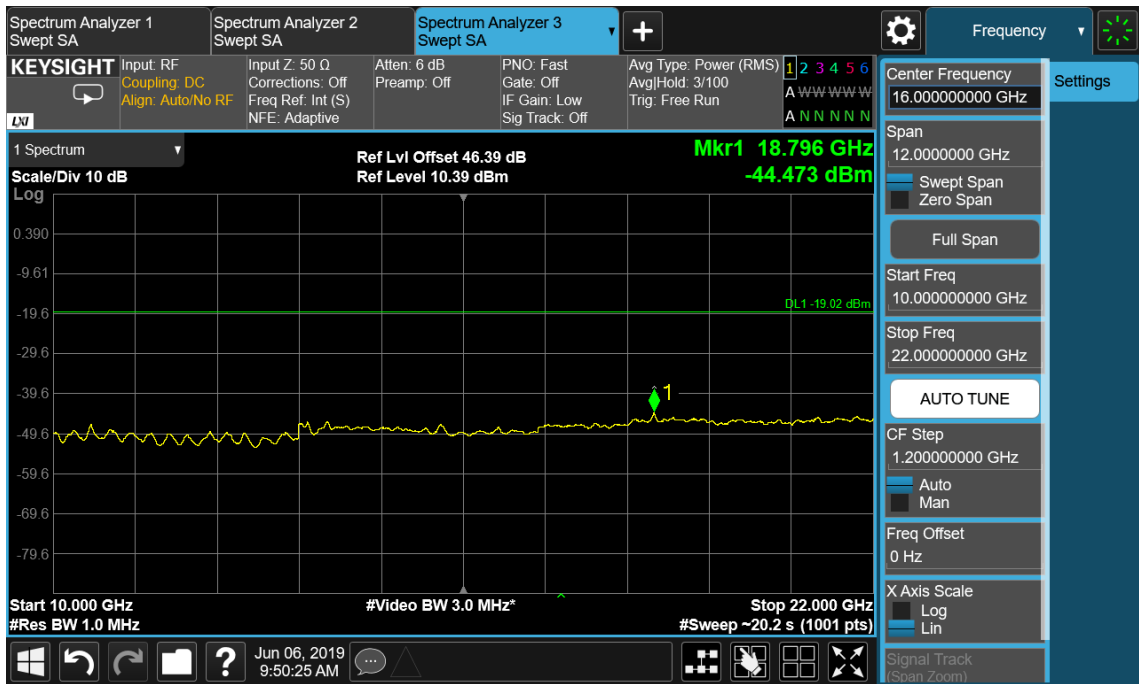 Spectrum Analyzer 1
Swept SA
Spectrum Analyzer 2
Swept SA
Spectrum Analyzer 3
Swept SA
Frequency
KEYSIGHT
LXI
Input: RF
Coupling: DC
Align: Auto/No RF
Input Z: 50 Ω
Corrections: Off
Freq Ref: Int (S)
NFE: Adaptive
Atten: 6 dB
Preamp: Off
PNO: Fast
Gate: Off
IF Gain: Low
Sig Track: Off
Avg Type: Power (RMS)
Avg|Hold: 3/100
Trig: Free Run
1 2 3 4 5 6
A W W W W W
A N N N N N
1 Spectrum
Scale/Div 10 dB
Ref Lvl Offset 46.39 dB
Ref Level 10.39 dBm
Mkr1 18.796 GHz
-44.473 dBm
Log
0.390
-9.61
-19.6
-29.6
-39.6
-49.6
-59.6
-69.6
-79.6
DL1 -19.02 dBm
1
Start 10.000 GHz
#Res BW 1.0 MHz
#Video BW 3.0 MHz*
Stop 22.000 GHz
#Sweep ~20.2 s (1001 pts)
Center Frequency
16.000000000 GHz
Span
12.0000000 GHz
Swept Span
Zero Span
Full Span
Start Freq
10.000000000 GHz
Stop Freq
22.000000000 GHz
AUTO TUNE
CF Step
1.200000000 GHz
Auto
Man
Freq Offset
0 Hz
X Axis Scale
Log
Lin
Signal Track
(Span Zoom)
Settings
?
Jun 06, 2019
9:50:25 AM